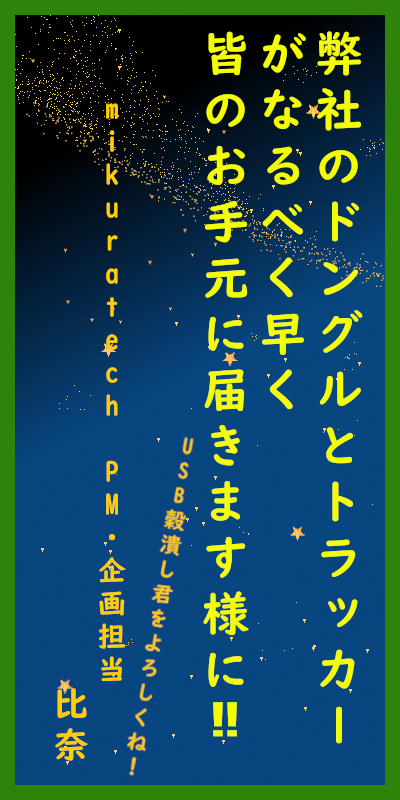 弊社のドングルとトラッカー
がなるべく早く
皆のお手元に届きます様に!!
USB穀潰し君をよろしくね!
mikuratech PM・企画担当
比奈